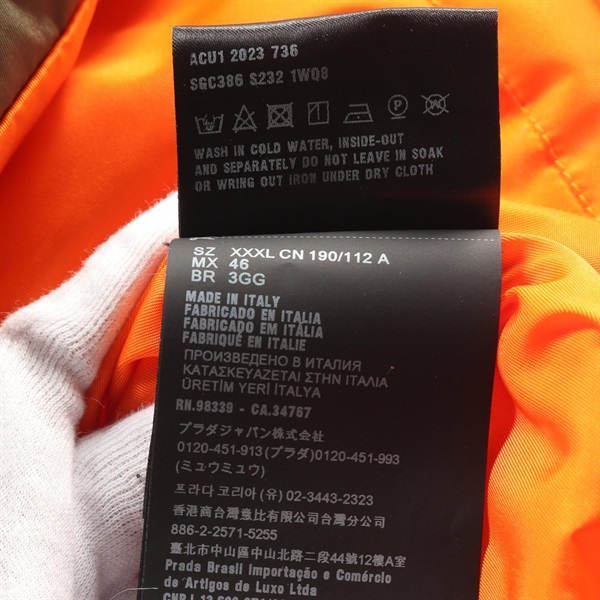 ACU1 2023 736
SGC386 S232 1WQ8
WASH IN COLD WATER, INSIDE-OUT
AND SEPARATELY DO NOT LEAVE IN SOAK
OR WRING OUT IRON UNDER DRY CLOTH
SZ XXXL CN 190/112 A
MX 46
BR 3GG
MADE IN ITALY
FABRICADO EN ITALIA
FABRICADO EM ITÁLIA
FABRIQUÉ EN ITALIE
ПРОИЗВЕДЕНО В ИТАЛИЯ
ΚΑΤΑΣΚΕΥΑΖΕΤΑΙ ΣΤΗΝ ΙΤΑΛΙΑ
ÜRETİM YERİ İTALYA
RN.98339 - CA.34767
プラダジャパン株式会社
0120-451-913(プラダ)0120-451-993
(ミュウミュウ)
프라다 코리아 (유) 02-3443-2323
香港商台灣意比有限公司台灣分公司
886-2-2571-5255
臺北市中山區中山北路二段44號12樓A室
Prada Brasil Importação e Comércio
de Artigos de Luxo Ltda